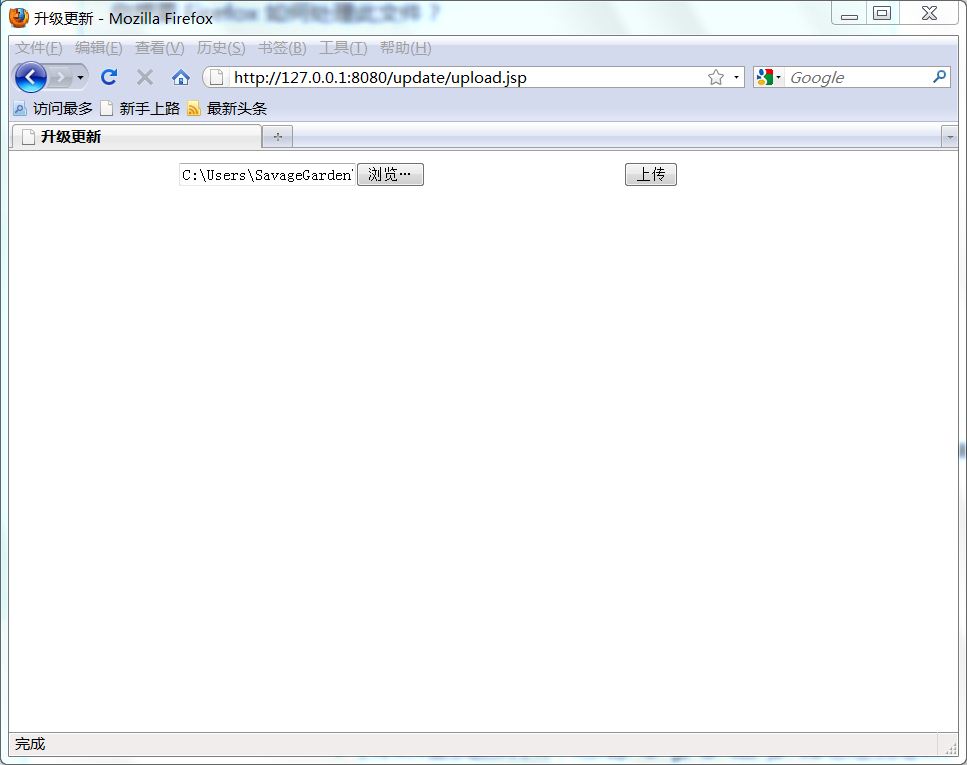 升级更新 - Mozilla Firefox
文件(F) 编辑(E) 查看(V) 历史(S) 书签(B) 工具(T) 帮助(H)
http://127.0.0.1:8080/update/upload.jsp Google
访问最多 新手上路 最新头条
升级更新
C:\Users\SavageGarden 浏览… 上传
完成